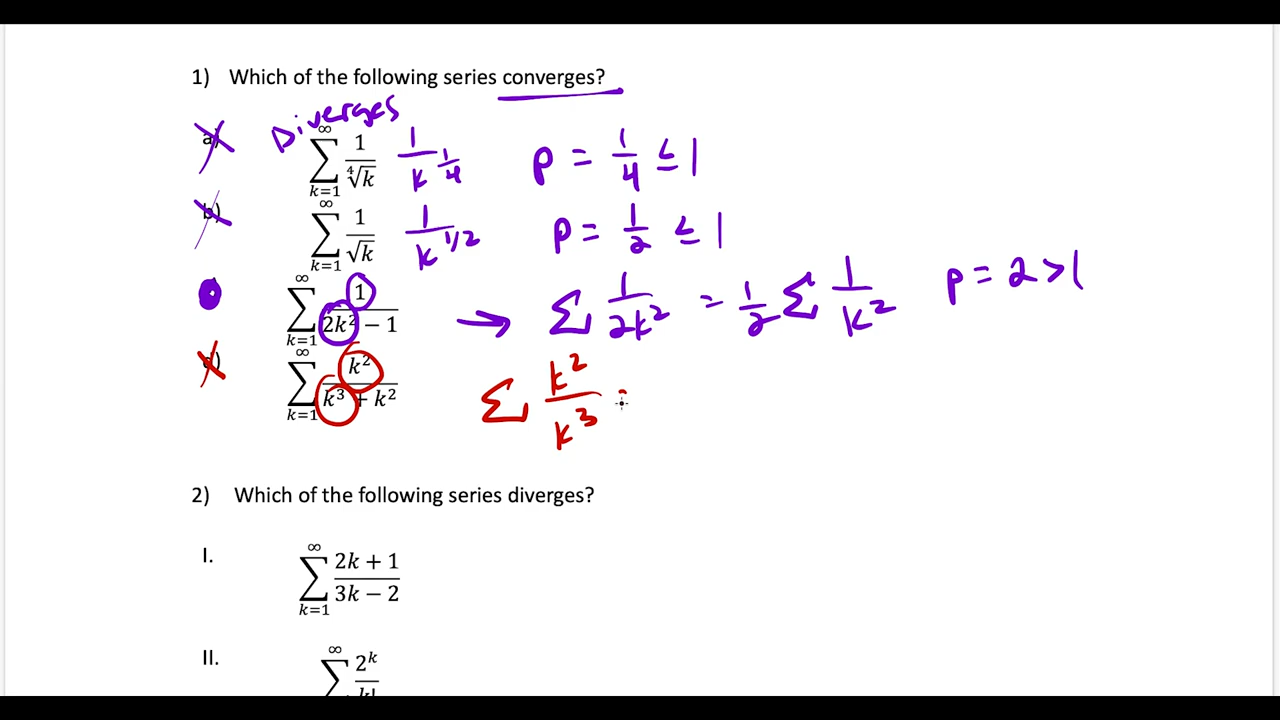 1) Which of the following series converges?
Diverges
a) ∞ ∑ k=1 1/∜k 1/k^1/4 p = 1/4 ≤ 1
b) ∞ ∑ k=1 1/√k 1/k^1/2 p = 1/2 ≤ 1
∞ ∑ k=1 1/(2k² − 1) → ∑ 1/2k² = 1/2 ∑ 1/k² p = 2 > 1
∞ ∑ k=1 k²/(k³ + k²) ∑ k²/k³
2) Which of the following series diverges?
I. ∞ ∑ k=1 (2k + 1)/(3k − 2)
II. ∞ ∑ 2^k/k!